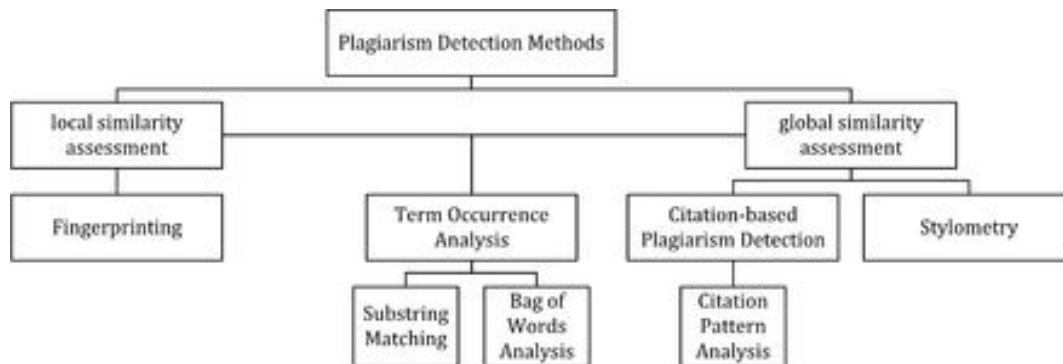 Plagiarism Detection Methods
local similarity
assessment
global similarity
assessment
Fingerprinting
Term Occurrence
Analysis
Citation-based
Plagiarism Detection
Stylometry
Substring
Matching
Bag of
Words
Analysis
Citation
Pattern
Analysis